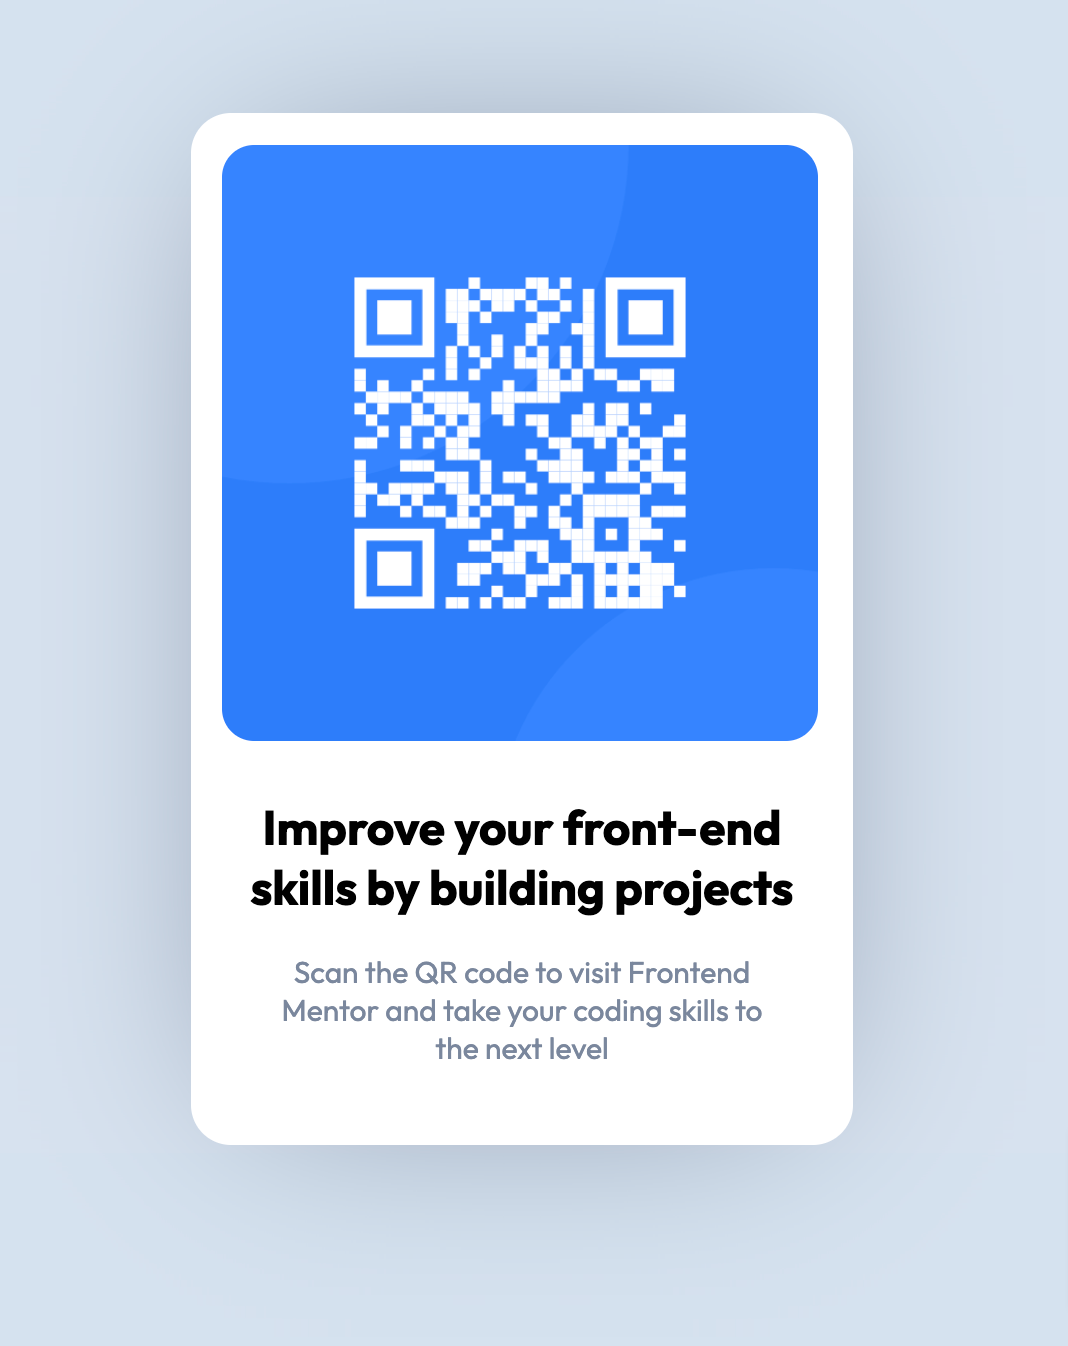 Improve your front-end
skills by building projects
Scan the QR code to visit Frontend
Mentor and take your coding skills to
the next level